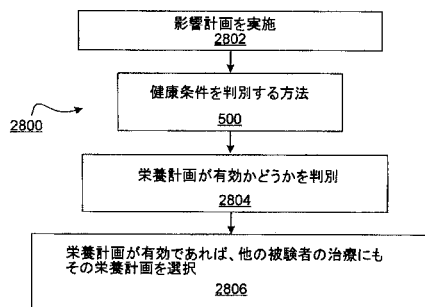 影響計画を実施
2802
健康条件を判別する方法
500
2800
栄養計画が有効かどうかを判別
2804
栄養計画が有効であれば、他の被験者の治療にも
その栄養計画を選択
2806